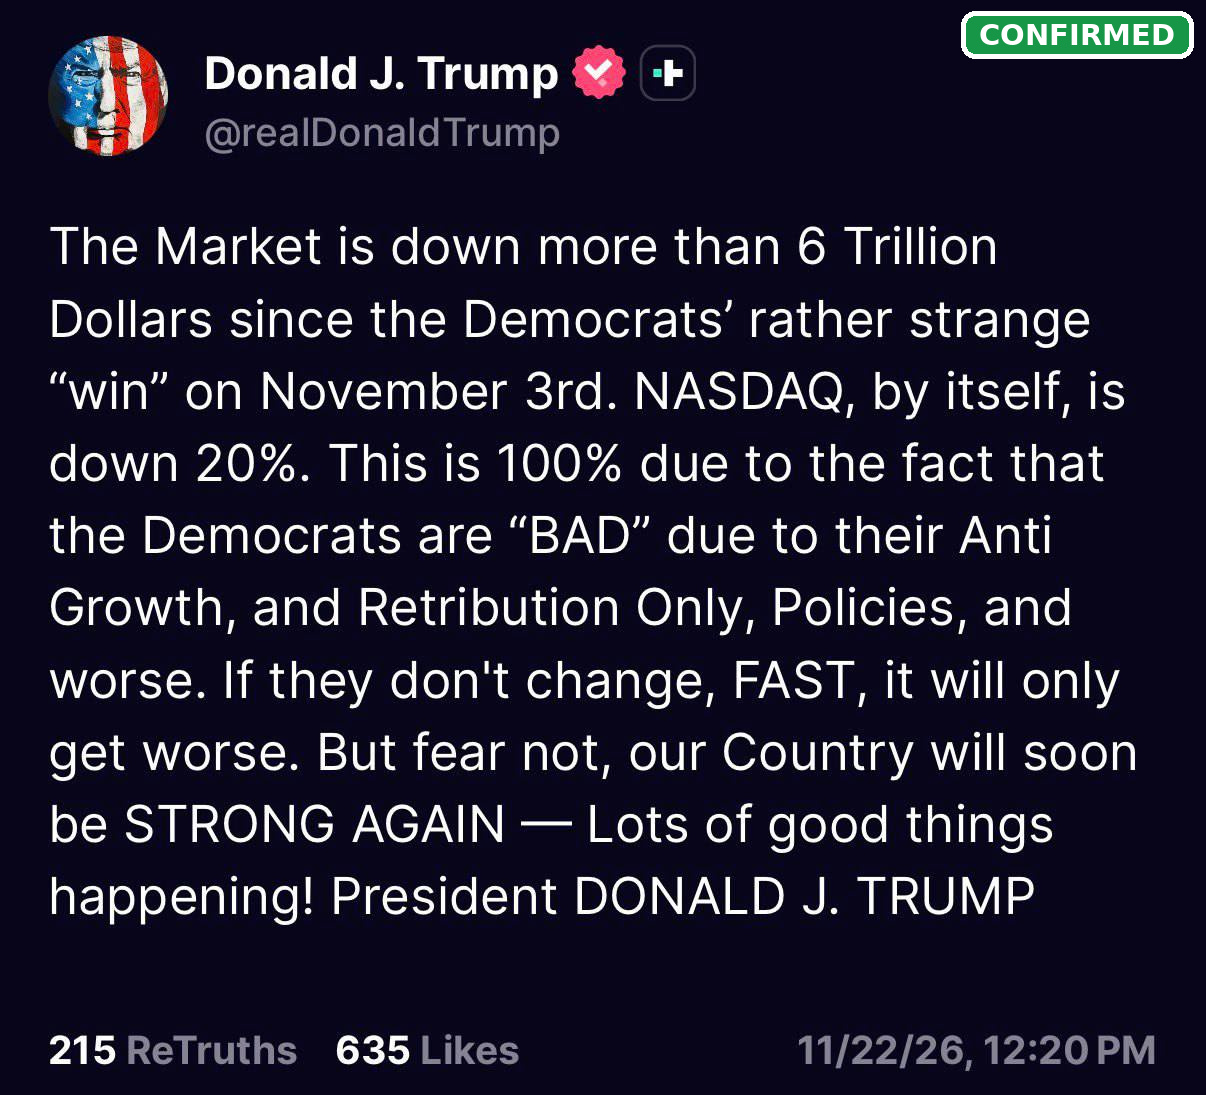 CONFIRMED
Donald J. Trump
@realDonaldTrump
The Market is down more than 6 Trillion
Dollars since the Democrats’ rather strange
“win” on November 3rd. NASDAQ, by itself, is
down 20%. This is 100% due to the fact that
the Democrats are “BAD” due to their Anti
Growth, and Retribution Only, Policies, and
worse. If they don't change, FAST, it will only
get worse. But fear not, our Country will soon
be STRONG AGAIN — Lots of good things
happening! President DONALD J. TRUMP
215 ReTruths 635 Likes 11/22/26, 12:20 PM